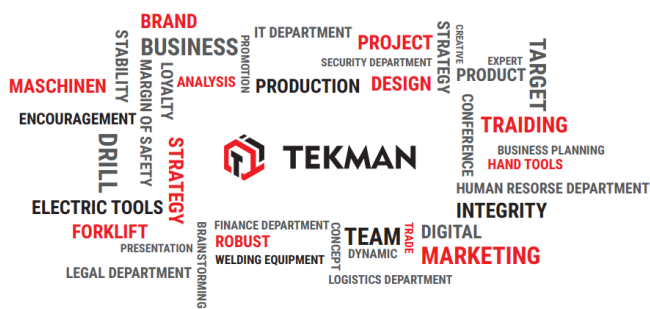 BRAND
IT DEPARTMENT
BUSINESS
PROMOTION
PROJECT
STRATEGY
CREATIVE
STABILITY
MARGIN OF SAFETY
LOYALTY
SECURITY DEPARTMENT
EXPERT
TARGET
MASCHINEN
ANALYSIS
PRODUCTION
DESIGN
PRODUCT
ENCOURAGEMENT
CONFERENCE
TRAIDING
DRILL
STRATEGY
TEKMAN
BUSINESS PLANNING
HAND TOOLS
HUMAN RESORSE DEPARTMENT
ELECTRIC TOOLS
INTEGRITY
FORKLIFT
BRAINSTORMING
FINANCE DEPARTMENT
CONCEPT
TEAM
TRADE
DIGITAL
PRESENTATION
ROBUST
DYNAMIC
MARKETING
WELDING EQUIPMENT
LEGAL DEPARTMENT
LOGISTICS DEPARTMENT